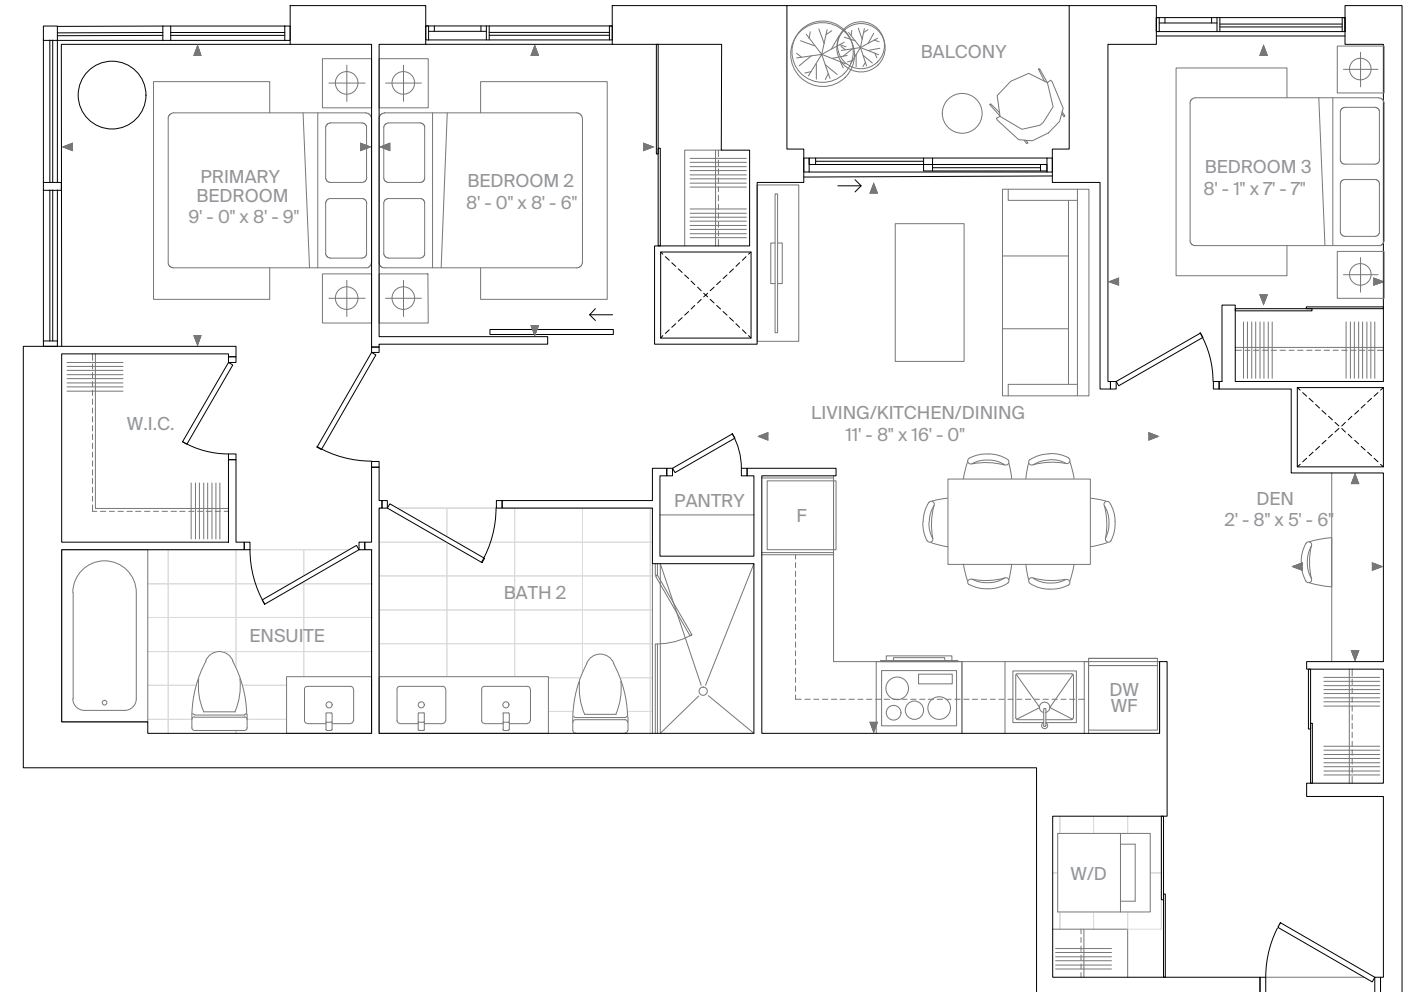 BALCONY
PRIMARY
BEDROOM
9' - 0" x 8' - 9"
BEDROOM 2
8' - 0" x 8' - 6"
BEDROOM 3
8' - 1" x 7' - 7"
W.I.C.
LIVING/KITCHEN/DINING
11' - 8" x 16' - 0"
PANTRY
F
DEN
2' - 8" x 5' - 6"
BATH 2
ENSUITE
DW
WF
W/D